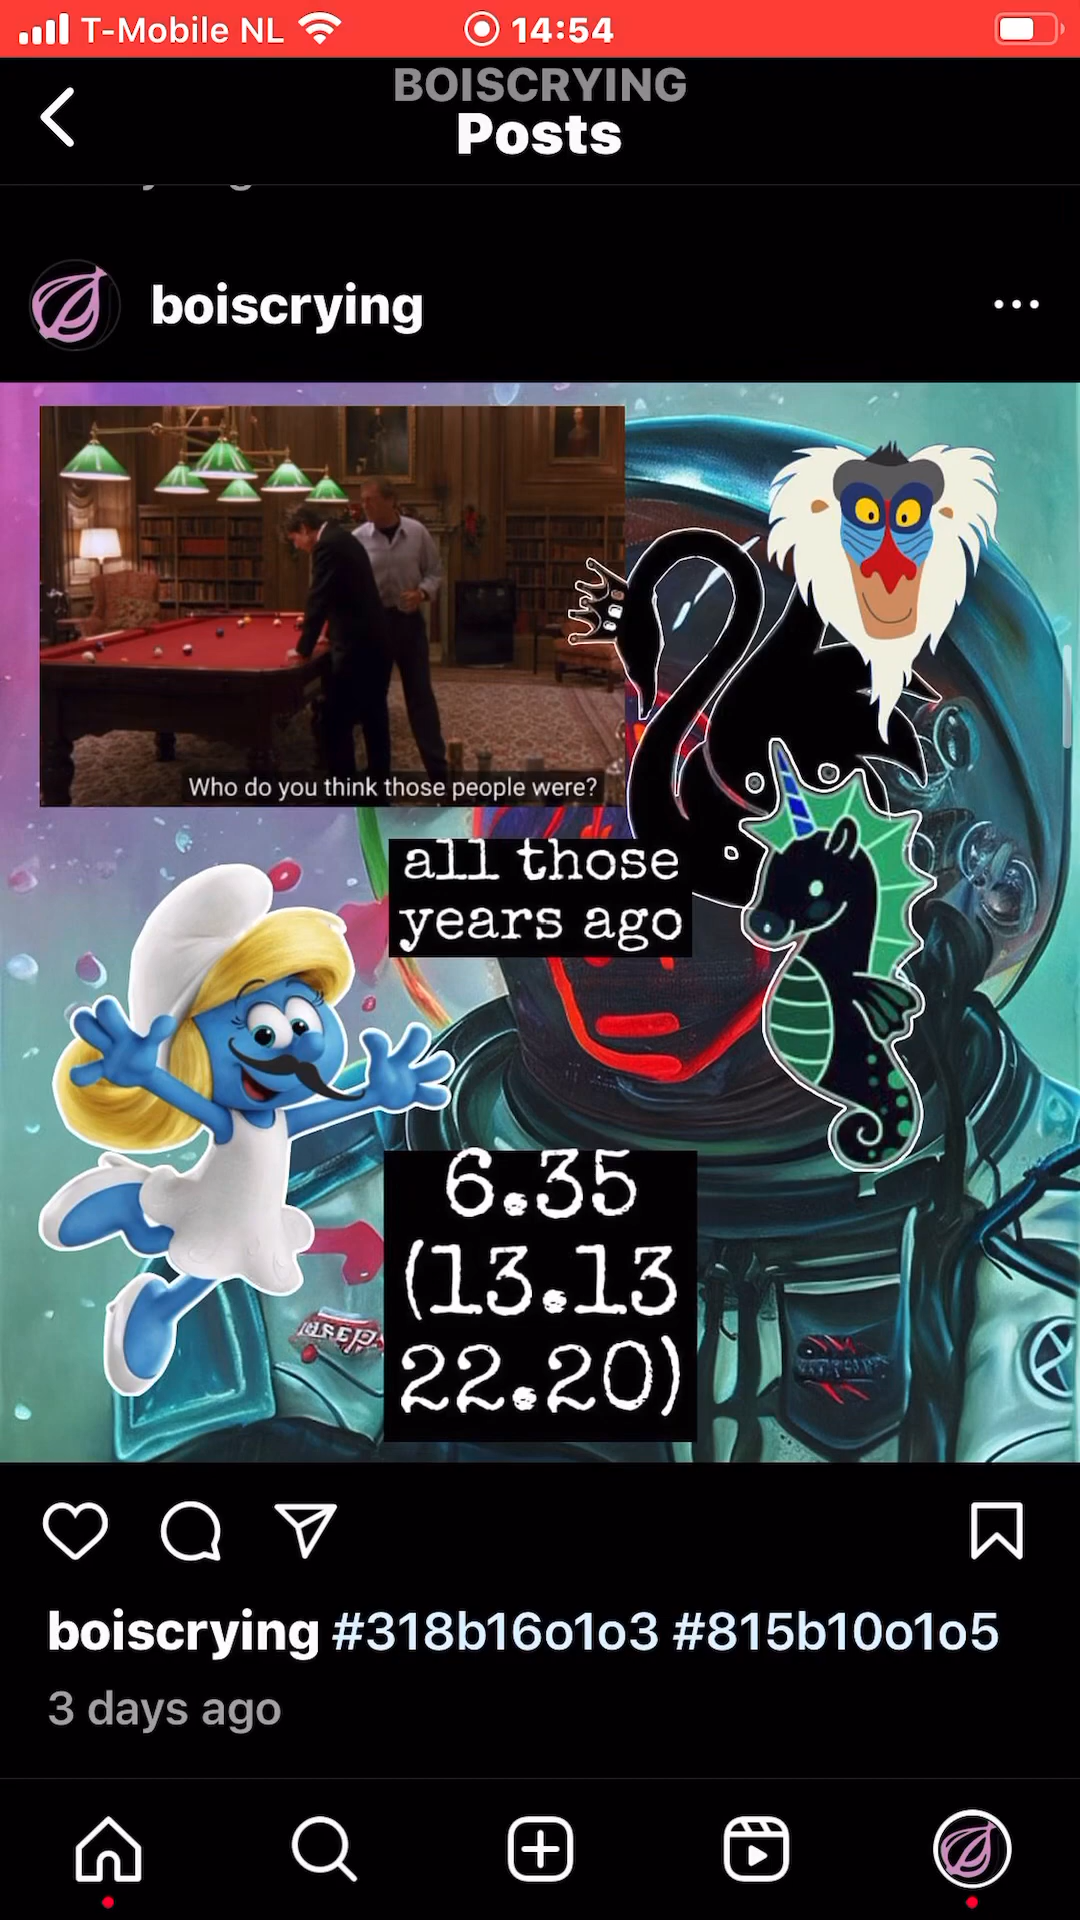 T-Mobile NL 14:54
BOISCRYING
Posts
boiscrying
Who do you think those people were?
all those
years ago
6.35
(13.13
22.20)
boiscrying #318b16o1o3 #815b10o1o5
3 days ago